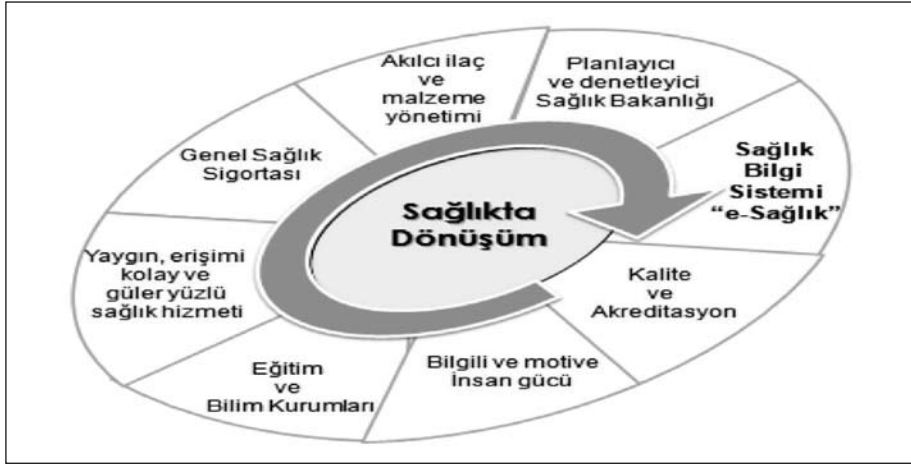 Akılcı ilaç
ve
malzeme
yönetimi
Planlayıcı
ve denetleyici
Sağlık Bakanlığı
Sağlık
Bilgi
Sistemi
“e-Sağlık”
Kalite
ve
Akreditasyon
Bilgili ve motive
İnsan gücü
Eğitim
ve
Bilim Kurumları
Yaygın, erişimi
kolay ve
güler yüzlü
sağlık hizmeti
Genel Sağlık
Sigortası
Sağlıkta
Dönüşüm